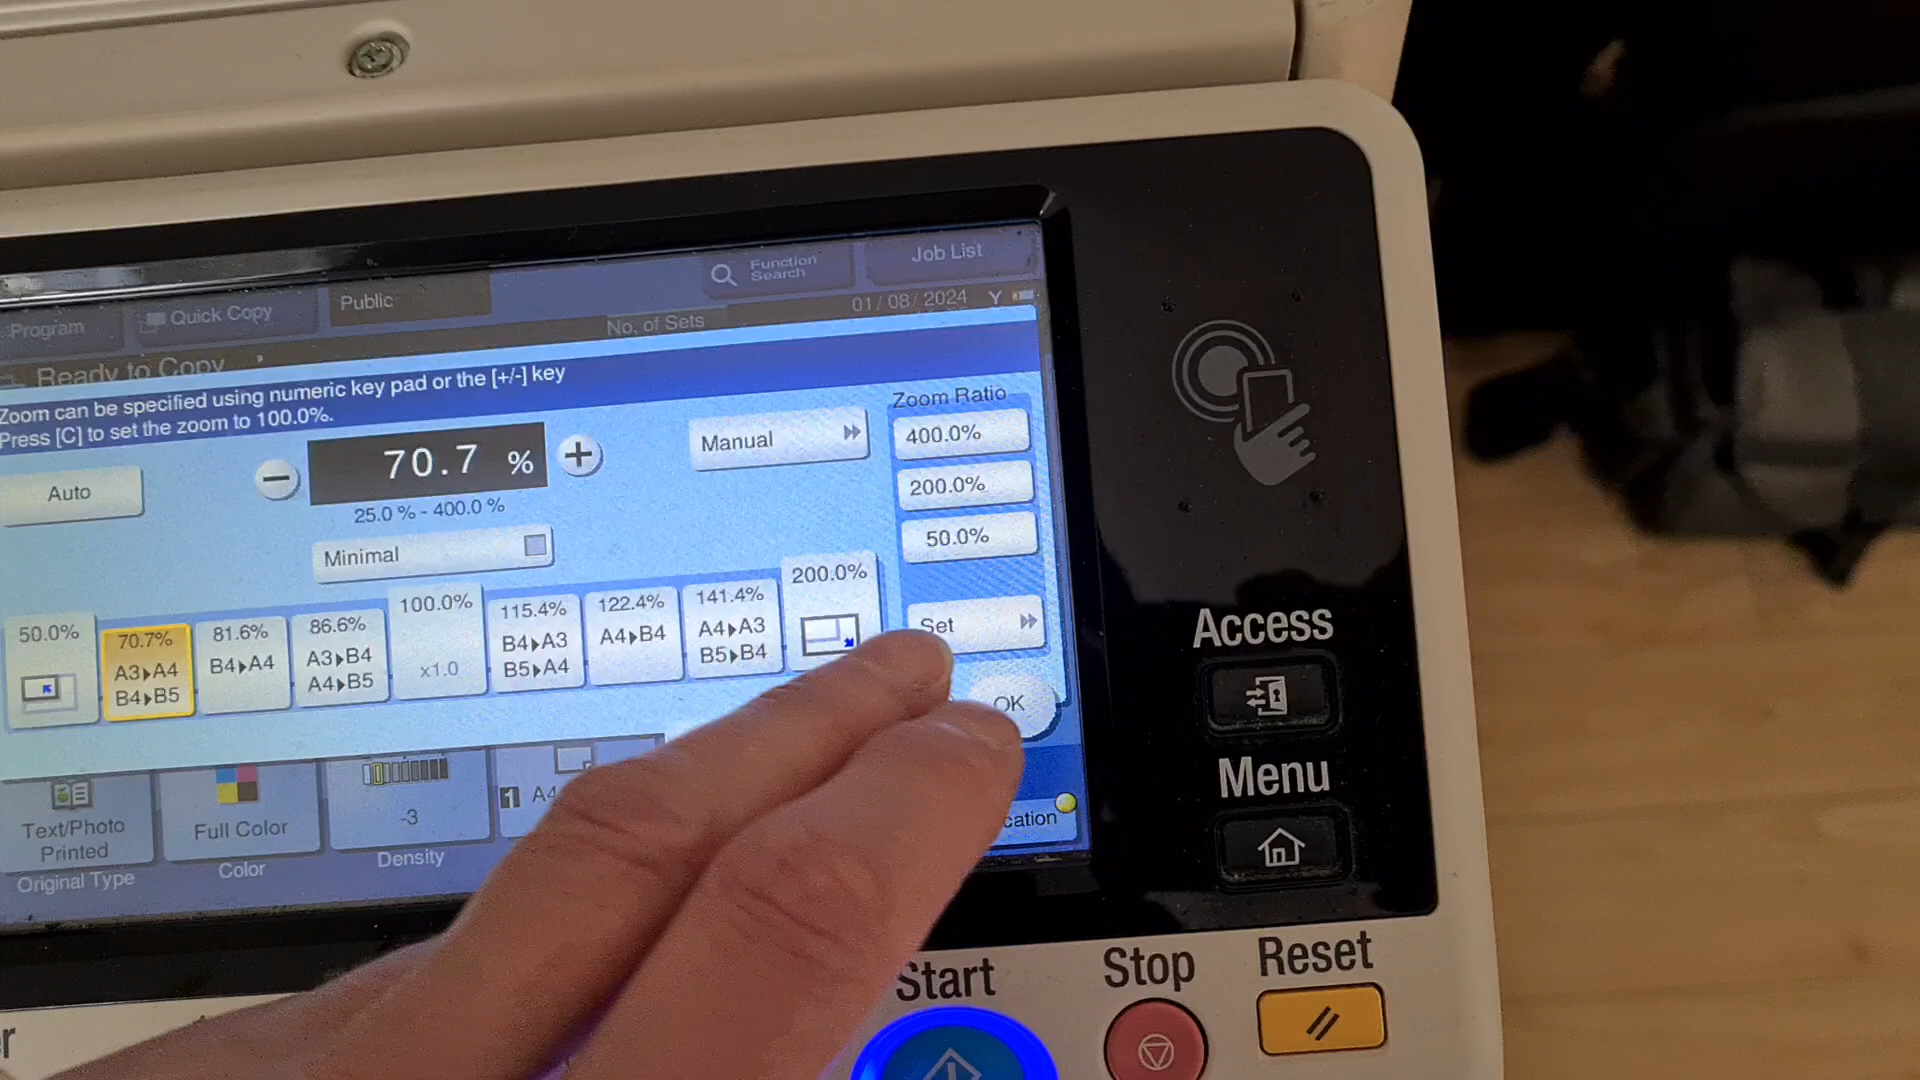 Function
Search
Job List
Program
Quick Copy
Public
No. of Sets
01/08/2024
Y
Ready to Copy
Zoom can be specified using numeric key pad or the [+/-] key
Press [C] to set the zoom to 100.0%.
Auto
−
70.7 %
+
25.0 % - 400.0 %
Minimal
Manual
Zoom Ratio
400.0%
200.0%
50.0%
Set
OK
50.0%
70.7%
A3▸A4
B4▸B5
81.6%
B4▸A4
86.6%
A3▸B4
A4▸B5
100.0%
x1.0
115.4%
B4▸A3
B5▸A4
122.4%
A4▸B4
141.4%
A4▸A3
B5▸B4
200.0%
Text/Photo
Printed
Original Type
Full Color
Color
-3
Density
1 A4
cation
Access
Menu
Start
Stop
Reset
r